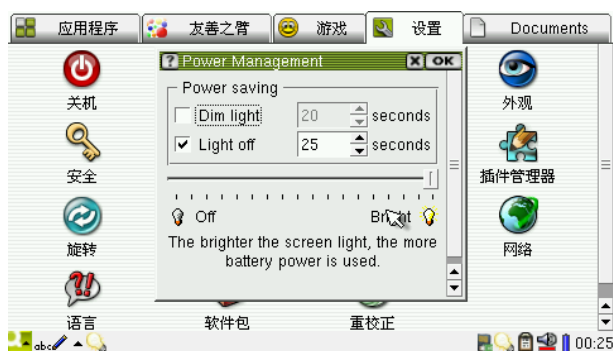 应用程序 友善之臂 游戏 设置 Documents
Power Management OK
关机 外观
Power saving
Dim light 20 seconds
Light off 25 seconds
安全 插件管理器
Off Bright
The brighter the screen light, the more
battery power is used.
旋转 网络
语言 软件包 重校正
abc 00:25